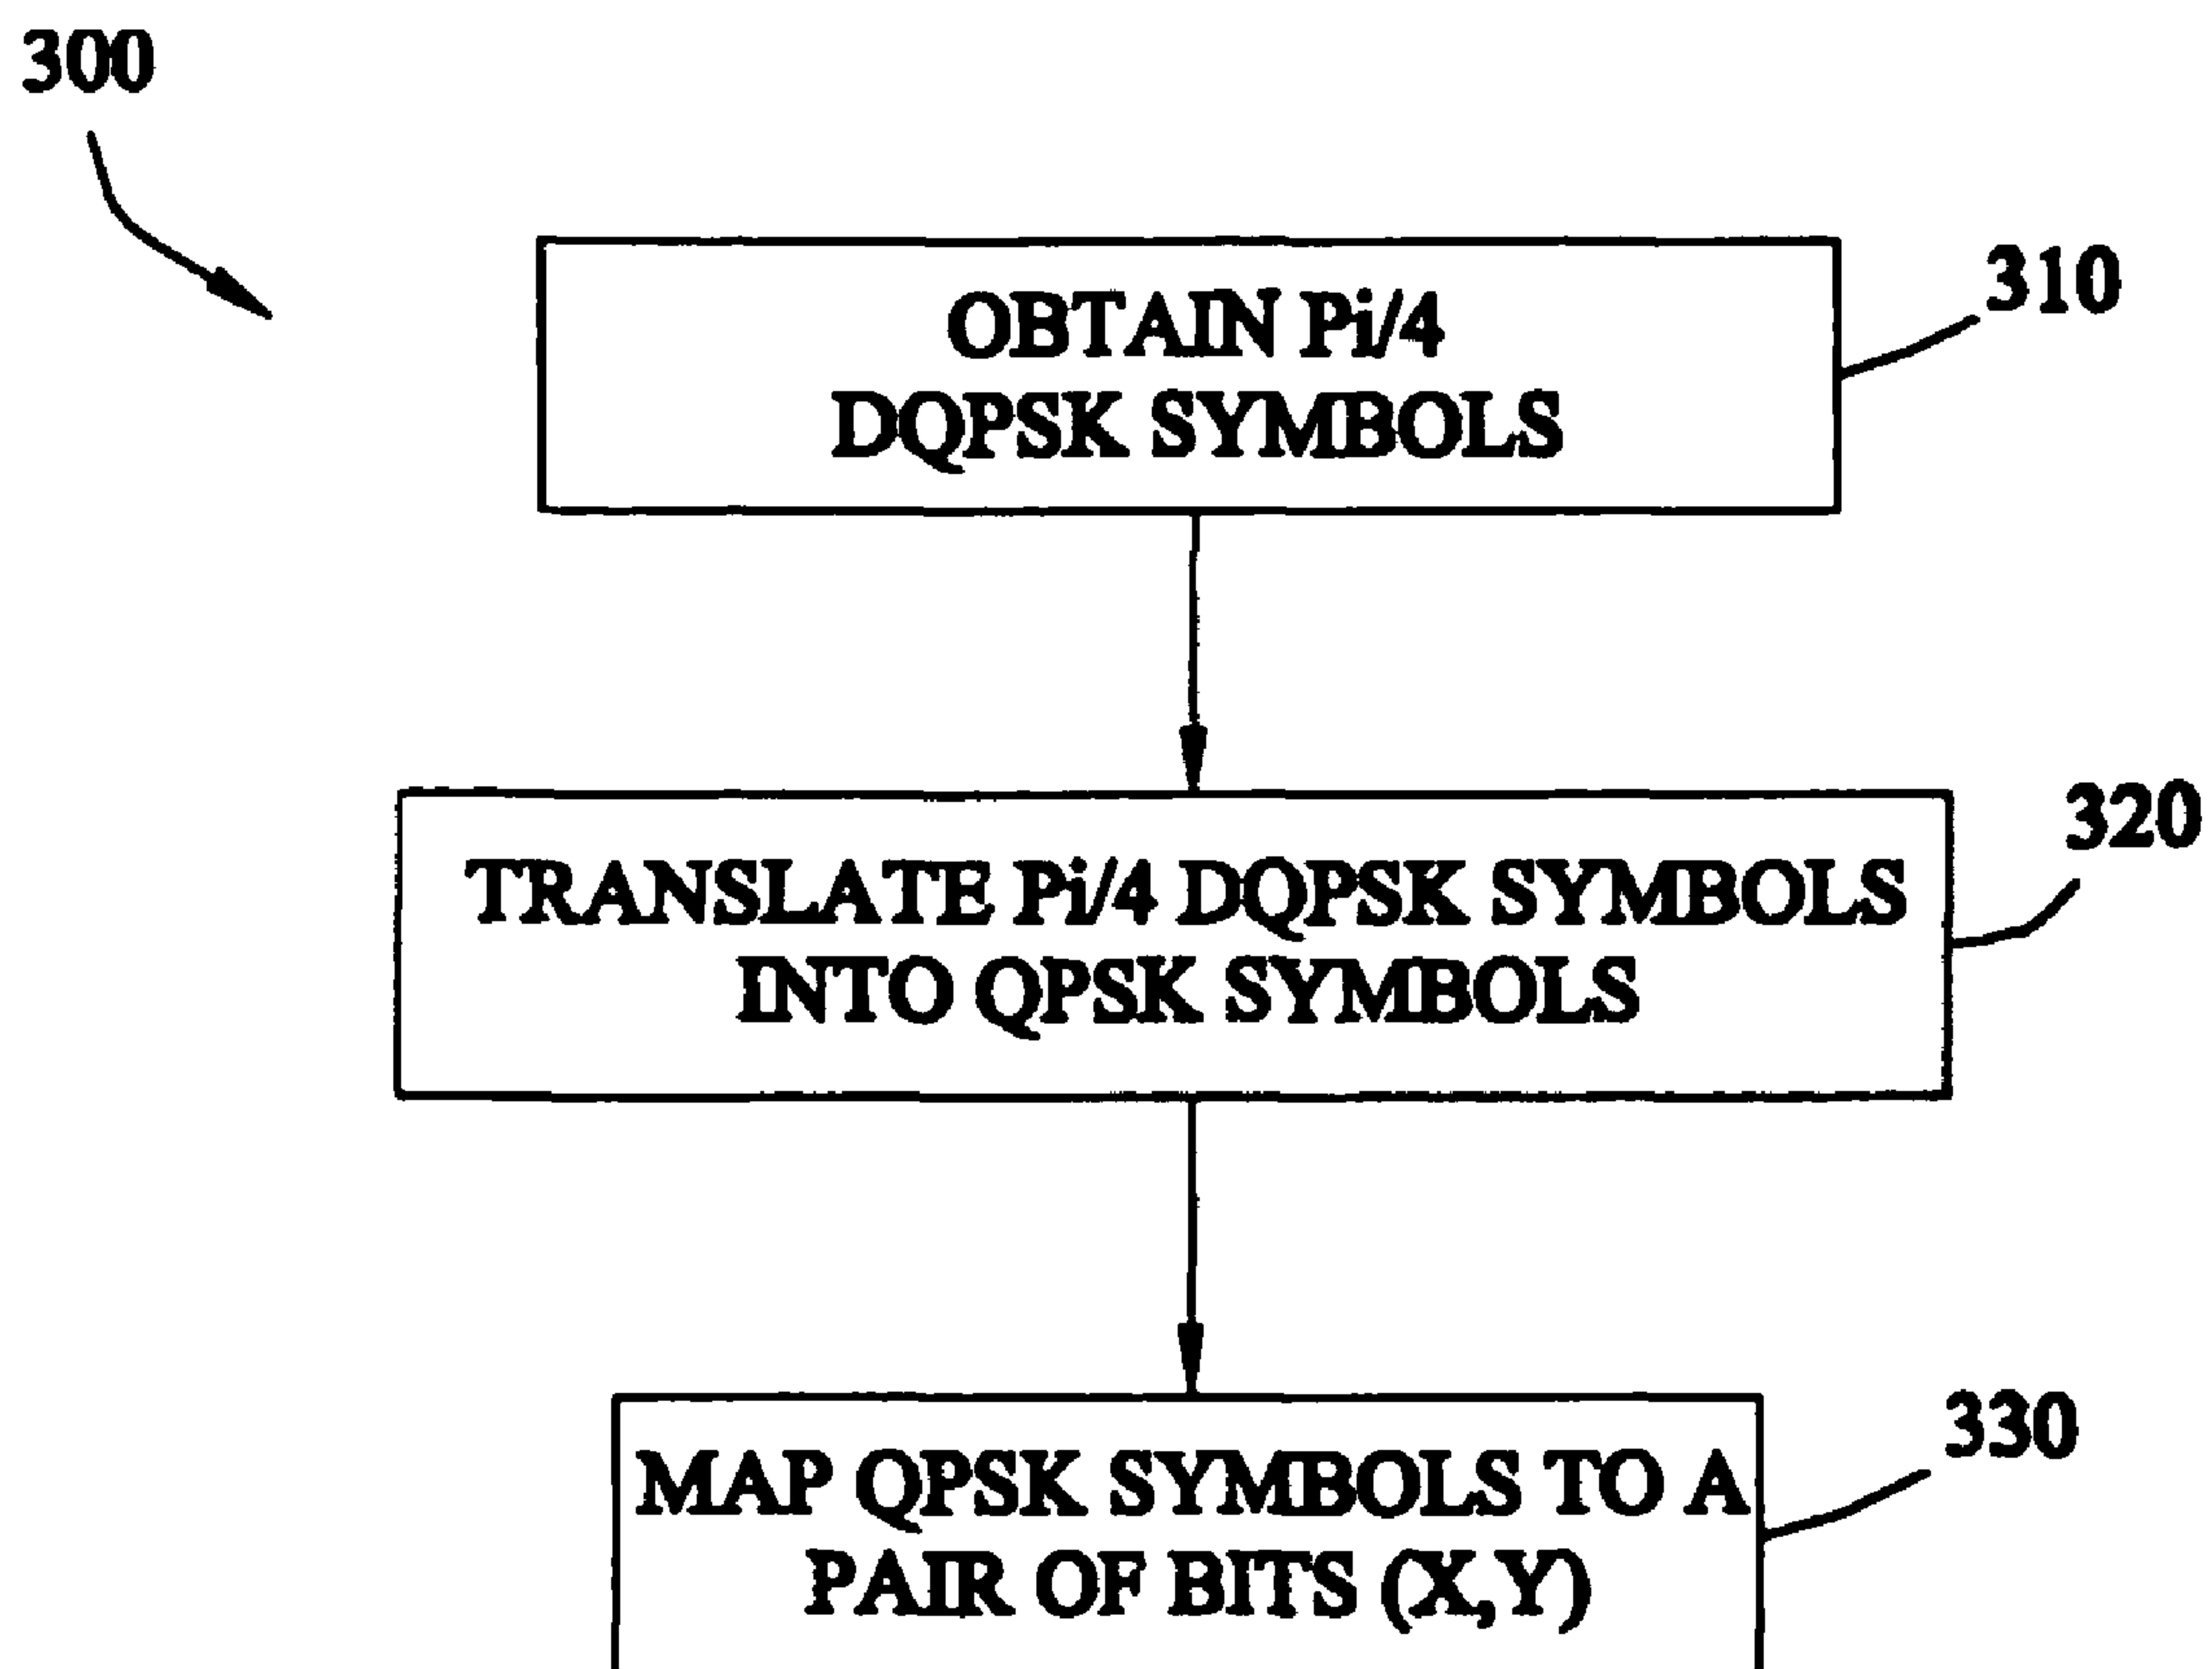 300
310
OBTAIN Pi/4
DQPSK SYMBOLS
320
TRANSLATE Pi/4 DQPSK SYMBOLS
INTO QPSK SYMBOLS
330
MAP QPSK SYMBOLS TO A
PAIR OF BITS (X,Y)